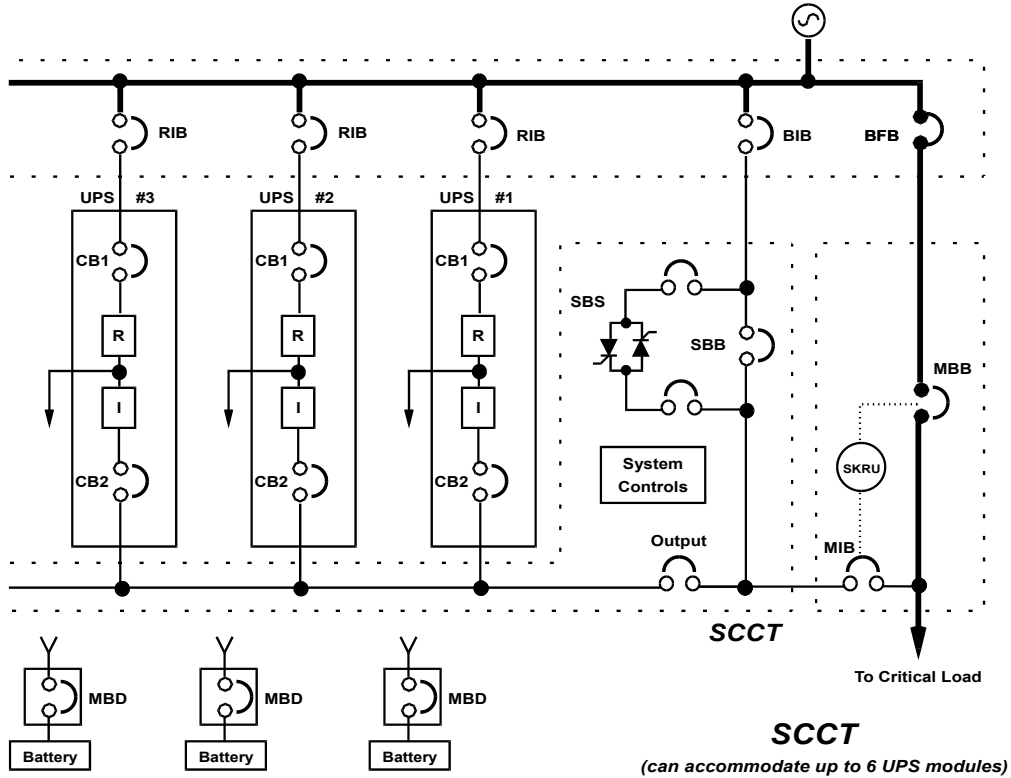 RIB RIB RIB BIB BFB
UPS #3 UPS #2 UPS #1
CB1 CB1 CB1
SBS
R R R
SBB
MBB
I I I
System
Controls
SKRU
CB2 CB2 CB2
Output
MIB
SCCT
To Critical Load
MBD MBD MBD
Battery Battery Battery
SCCT
(can accommodate up to 6 UPS modules)